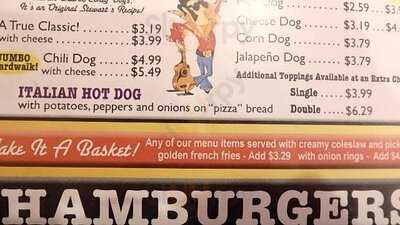 It's an Original Stewart's Recipe!
A True Classic! . . . . . . $3.19
with cheese . . . . . . . . $3.99
JUMBO
Boardwalk!
Chili Dog . . . . . $4.99
with cheese . . . . . $5.49
. . . $2.59
Cheese Dog . . . . . . $3.19
Corn Dog . . . . . . . $3.79
Jalapeño Dog . . . . . $3.79
Additional Toppings Available at an Extra
ITALIAN HOT DOG
with potatoes, peppers and onions on "pizza" bread
Single . . . . $3.99
Double . . . . $6.29
Make It A Basket!
Any of our menu items served with creamy coleslaw and
golden french fries - Add $3.29 with onion rings - Add
HAMBURGERS